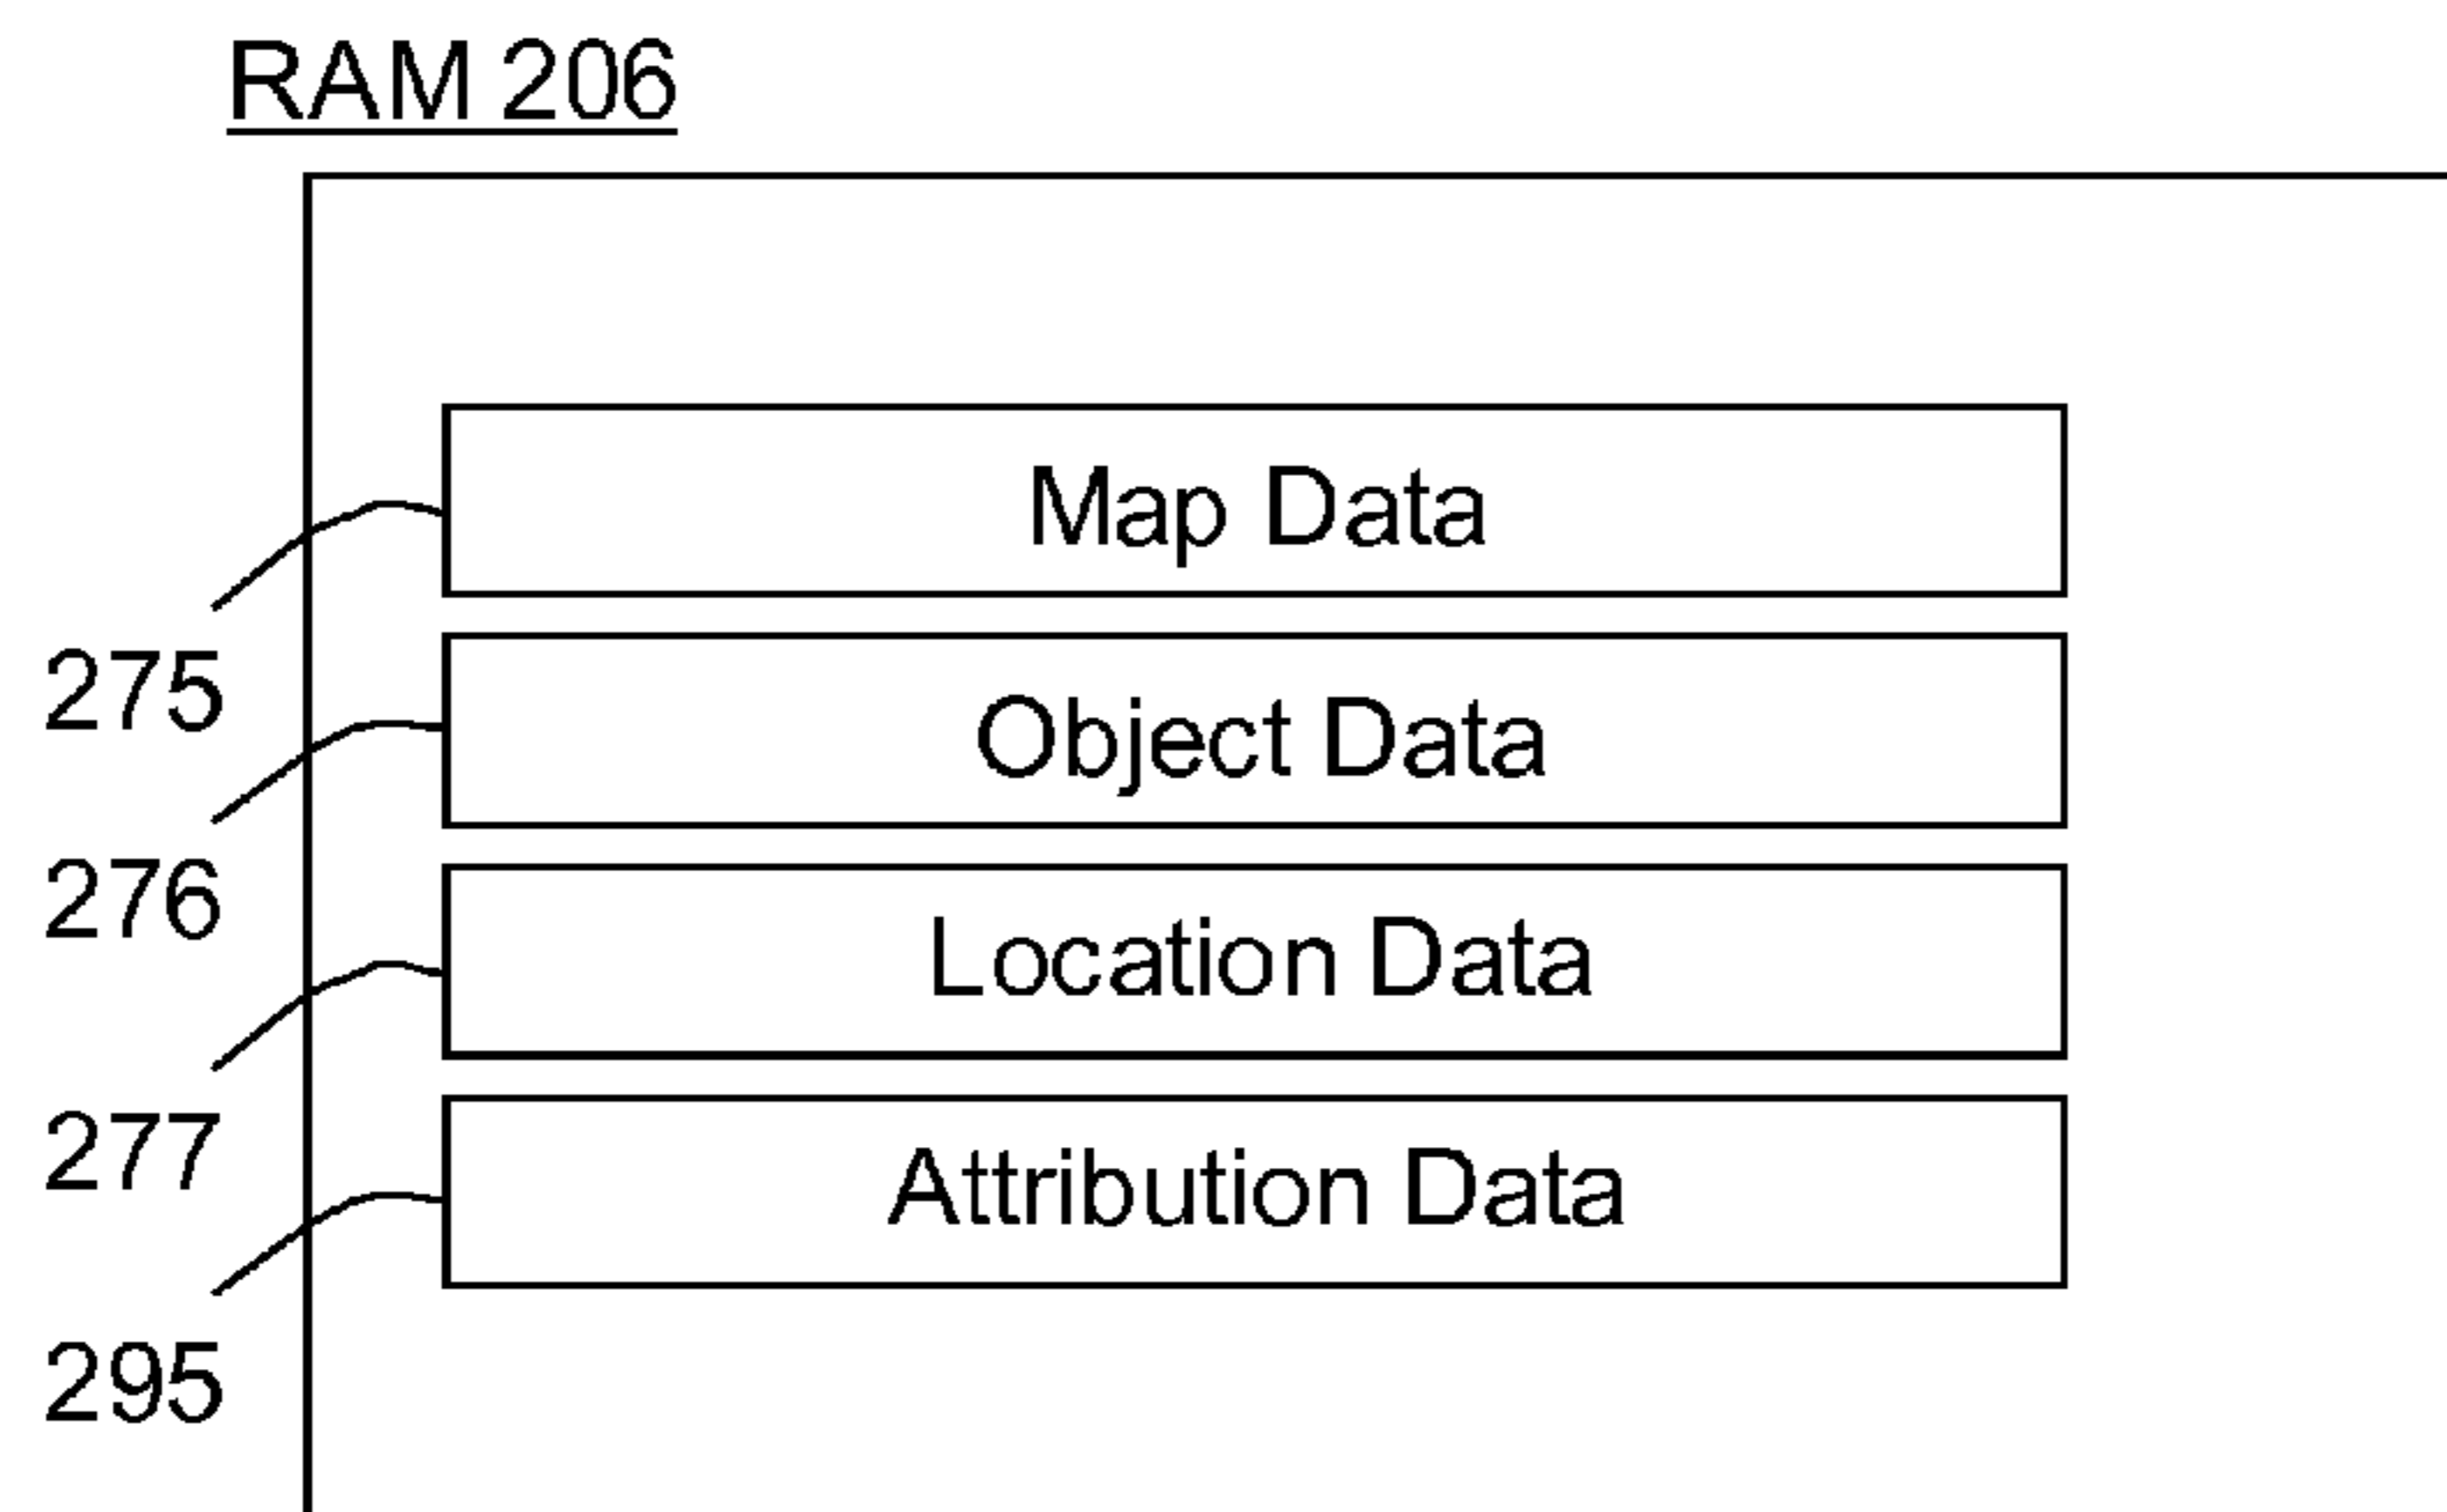 RAM 206
Map Data
275
Object Data
276
Location Data
277
Attribution Data
295